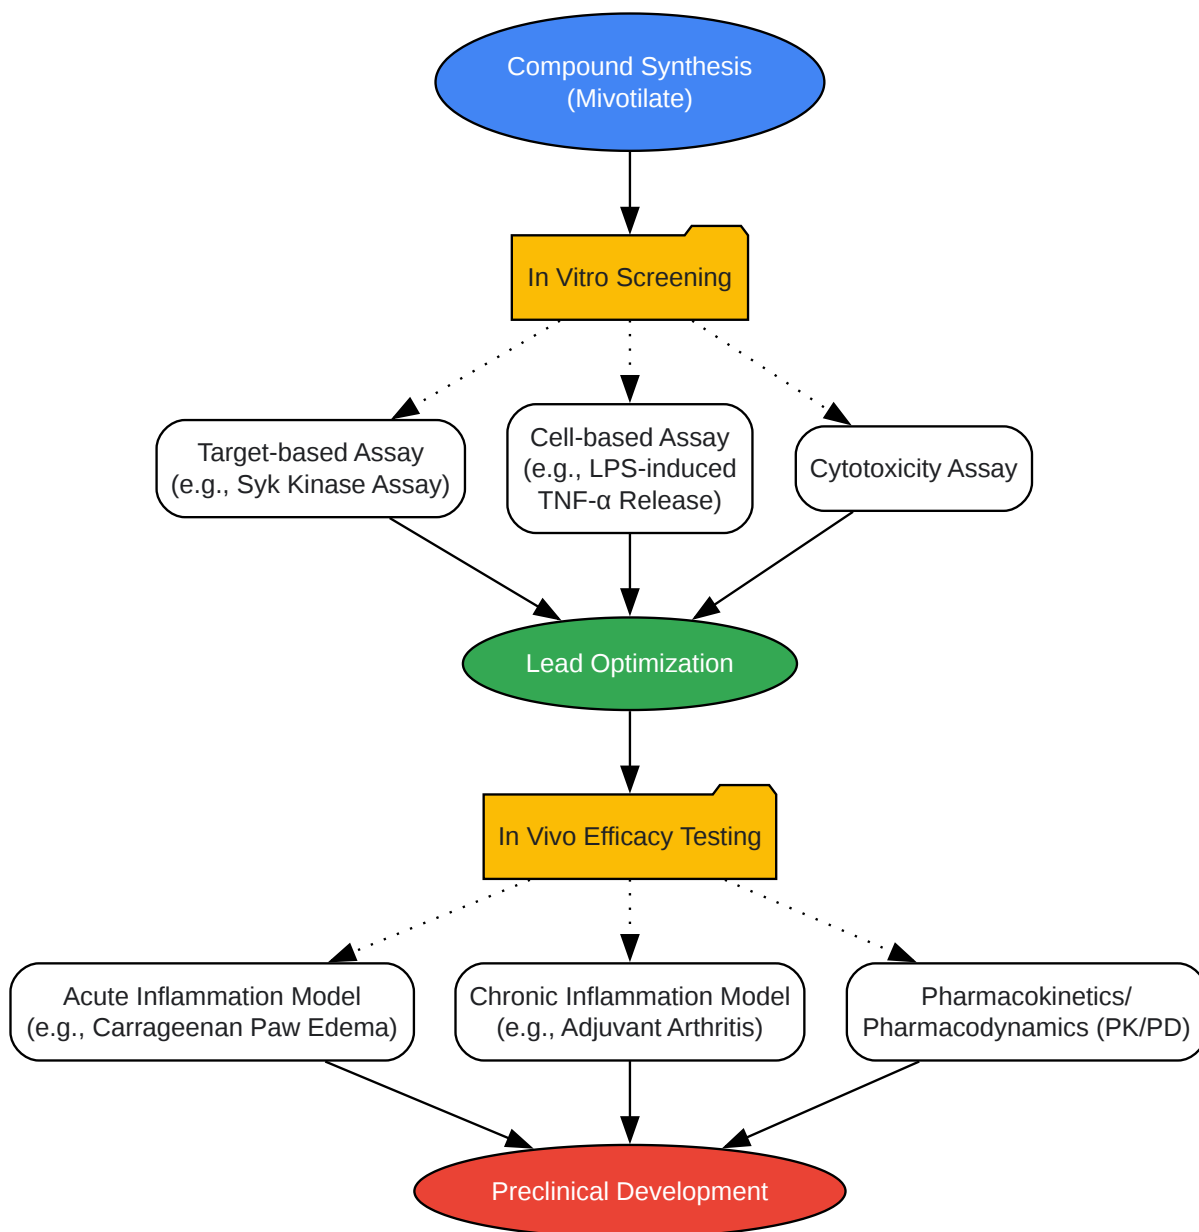 Compound Synthesis
(Mivotilate)
In Vitro Screening
Target-based Assay
(e.g., Syk Kinase Assay)
Cell-based Assay
(e.g., LPS-induced
TNF-α Release)
Cytotoxicity Assay
Lead Optimization
In Vivo Efficacy Testing
Acute Inflammation Model
(e.g., Carrageenan Paw Edema)
Chronic Inflammation Model
(e.g., Adjuvant Arthritis)
Pharmacokinetics/
Pharmacodynamics (PK/PD)
Preclinical Development